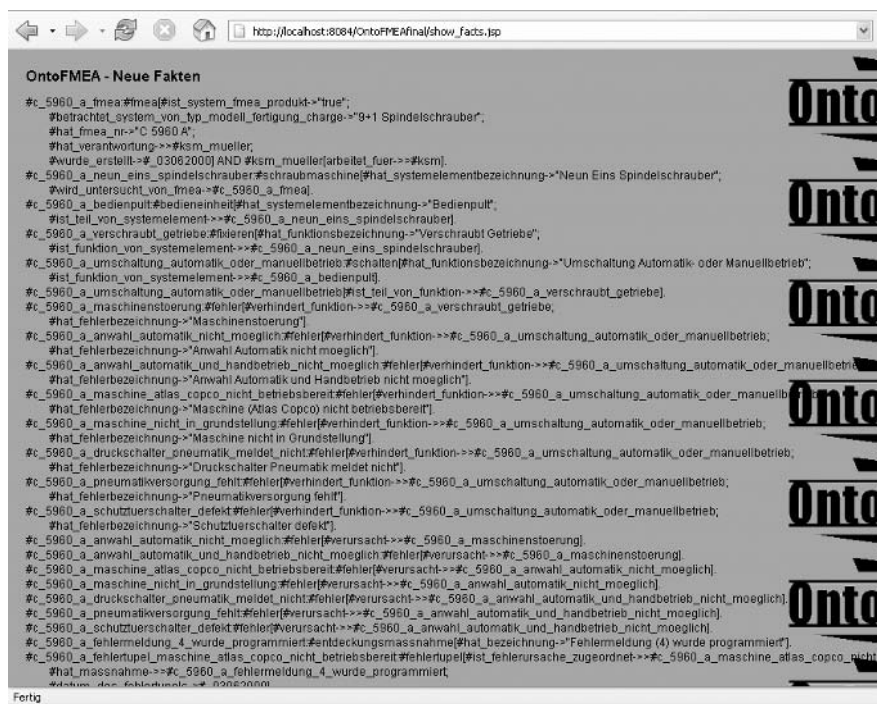 http://localhost:8084/OntoFMEAfinal/show_facts.jsp
OntoFMEA - Neue Fakten
#c_5960_a_fmea:#fmea[#ist_system_fmea_produkt->"true";
#betrachtet_system_von_typ_modell_fertigung_charge->"9+1 Spindelschrauber";
#hat_fmea_nr->"C 5960 A";
#hat_verantwortung->>#ksm_mueller;
#wurde_erstellt->#_03062000] AND #ksm_mueller[arbeitet_fuer->>#ksm].
#c_5960_a_neun_eins_spindelschrauber:#schraubmaschine[#hat_systemelementbezeichnung->"Neun Eins Spindelschrauber";
#wird_untersucht_von_fmea->#c_5960_a_fmea].
#c_5960_a_bedienpult:#bedieneinheit[#hat_systemelementbezeichnung->"Bedienpult";
#ist_teil_von_systemelement->>#c_5960_a_neun_eins_spindelschrauber].
#c_5960_a_verschraubt_getriebe:#fixieren[#hat_funktionsbezeichnung->"Verschraubt Getriebe";
#ist_funktion_von_systemelement->>#c_5960_a_neun_eins_spindelschrauber].
#c_5960_a_umschaltung_automatik_oder_manuellbetrieb:#schalten[#hat_funktionsbezeichnung->"Umschaltung Automatik- oder Manuellbetrieb";
#ist_funktion_von_systemelement->>#c_5960_a_bedienpult].
#c_5960_a_umschaltung_automatik_oder_manuellbetrieb[#ist_teil_von_funktion->>#c_5960_a_verschraubt_getriebe].
#c_5960_a_maschinenstoerung:#fehler[#verhindert_funktion->>#c_5960_a_verschraubt_getriebe;
#hat_fehlerbezeichnung->"Maschinenstoerung"].
#c_5960_a_anwahl_automatik_nicht_moeglich:#fehler[#verhindert_funktion->>#c_5960_a_umschaltung_automatik_oder_manuellbetrieb;
#hat_fehlerbezeichnung->"Anwahl Automatik nicht moeglich"].
#c_5960_a_anwahl_automatik_und_handbetrieb_nicht_moeglich:#fehler[#verhindert_funktion->>#c_5960_a_umschaltung_automatik_oder_manuellbetrieb
#hat_fehlerbezeichnung->"Anwahl Automatik und Handbetrieb nicht moeglich"].
#c_5960_a_maschine_atlas_copco_nicht_betriebsbereit:#fehler[#verhindert_funktion->>#c_5960_a_umschaltung_automatik_oder_manuellbetrieb;
#hat_fehlerbezeichnung->"Maschine (Atlas Copco) nicht betriebsbereit"].
#c_5960_a_maschine_nicht_in_grundstellung:#fehler[#verhindert_funktion->>#c_5960_a_umschaltung_automatik_oder_manuellbetrieb;
#hat_fehlerbezeichnung->"Maschine nicht in Grundstellung"].
#c_5960_a_druckschalter_pneumatik_meldet_nicht:#fehler[#verhindert_funktion->>#c_5960_a_umschaltung_automatik_oder_manuellbetrieb;
#hat_fehlerbezeichnung->"Druckschalter Pneumatik meldet nicht"].
#c_5960_a_pneumatikversorgung_fehlt:#fehler[#verhindert_funktion->>#c_5960_a_umschaltung_automatik_oder_manuellbetrieb;
#hat_fehlerbezeichnung->"Pneumatikversorgung fehlt"].
#c_5960_a_schutztuerschalter_defekt:#fehler[#verhindert_funktion->>#c_5960_a_umschaltung_automatik_oder_manuellbetrieb;
#hat_fehlerbezeichnung->"Schutztuerschalter defekt"].
#c_5960_a_anwahl_automatik_nicht_moeglich:#fehler[#verursacht->>#c_5960_a_maschinenstoerung].
#c_5960_a_anwahl_automatik_und_handbetrieb_nicht_moeglich:#fehler[#verursacht->>#c_5960_a_maschinenstoerung].
#c_5960_a_maschine_atlas_copco_nicht_betriebsbereit:#fehler[#verursacht->>#c_5960_a_anwahl_automatik_nicht_moeglich].
#c_5960_a_maschine_nicht_in_grundstellung:#fehler[#verursacht->>#c_5960_a_anwahl_automatik_nicht_moeglich].
#c_5960_a_druckschalter_pneumatik_meldet_nicht:#fehler[#verursacht->>#c_5960_a_anwahl_automatik_und_handbetrieb_nicht_moeglich].
#c_5960_a_pneumatikversorgung_fehlt:#fehler[#verursacht->>#c_5960_a_anwahl_automatik_und_handbetrieb_nicht_moeglich].
#c_5960_a_schutztuerschalter_defekt:#fehler[#verursacht->>#c_5960_a_anwahl_automatik_und_handbetrieb_nicht_moeglich].
#c_5960_a_fehlermeldung_4_wurde_programmiert:#entdeckungsmassnahme[#hat_bezeichnung->"Fehlermeldung (4) wurde programmiert"].
#c_5960_a_fehlertupel_maschine_atlas_copco_nicht_betriebsbereit:#fehlertupel[#ist_fehlerursache_zugeordnet->>#c_5960_a_maschine_atlas_copco_nicht
#hat_massnahme->>#c_5960_a_fehlermeldung_4_wurde_programmiert;
#datum_des_fehlertupels->#_03062000]
Onto
Onto
Onto
Onto
Onto
Onto
Fertig